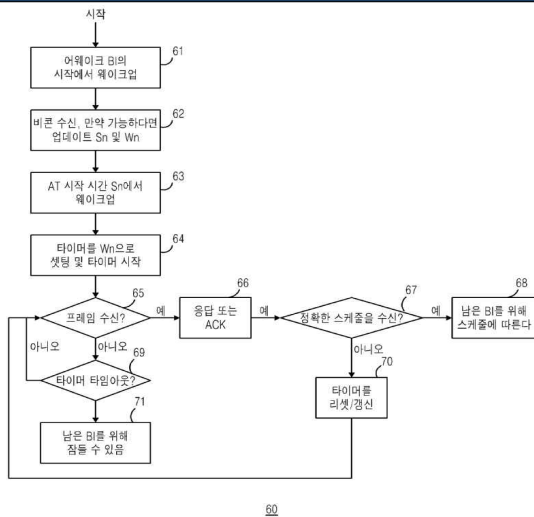 시작
어웨이크 BI의
시작에서 웨이크업
61
비콘 수신, 만약 가능하다면
업데이트 Sn 및 Wn
62
AT 시작 시간 Sn에서
웨이크업
63
타이머를 Wn으로
셋팅 및 타이머 시작
64
프레임 수신?
65
예
응답 또는
ACK
66
예
정확한 스케줄을 수신?
67
예
남은 BI를 위해
스케줄에 따른다
68
아니오
아니오
타이머 타임아웃?
69
아니오
타이머를
리셋/갱신
70
남은 BI를 위해
잠들 수 있음
71
60